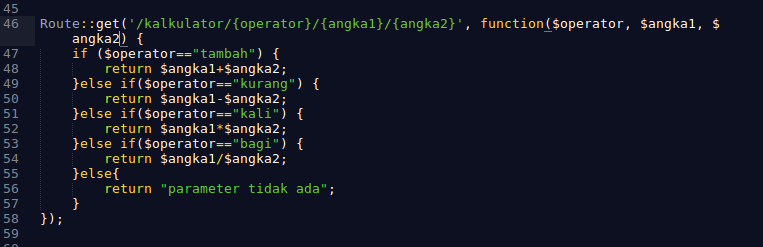 45
46 Route::get('/kalkulator/{operator}/{angka1}/{angka2}', function($operator, $angka1, $
angka2) {
47 if ($operator=="tambah") {
48 return $angka1+$angka2;
49 }else if($operator=="kurang") {
50 return $angka1-$angka2;
51 }else if($operator=="kali") {
52 return $angka1*$angka2;
53 }else if($operator=="bagi") {
54 return $angka1/$angka2;
55 }else{
56 return "parameter tidak ada";
57 }
58 });
59